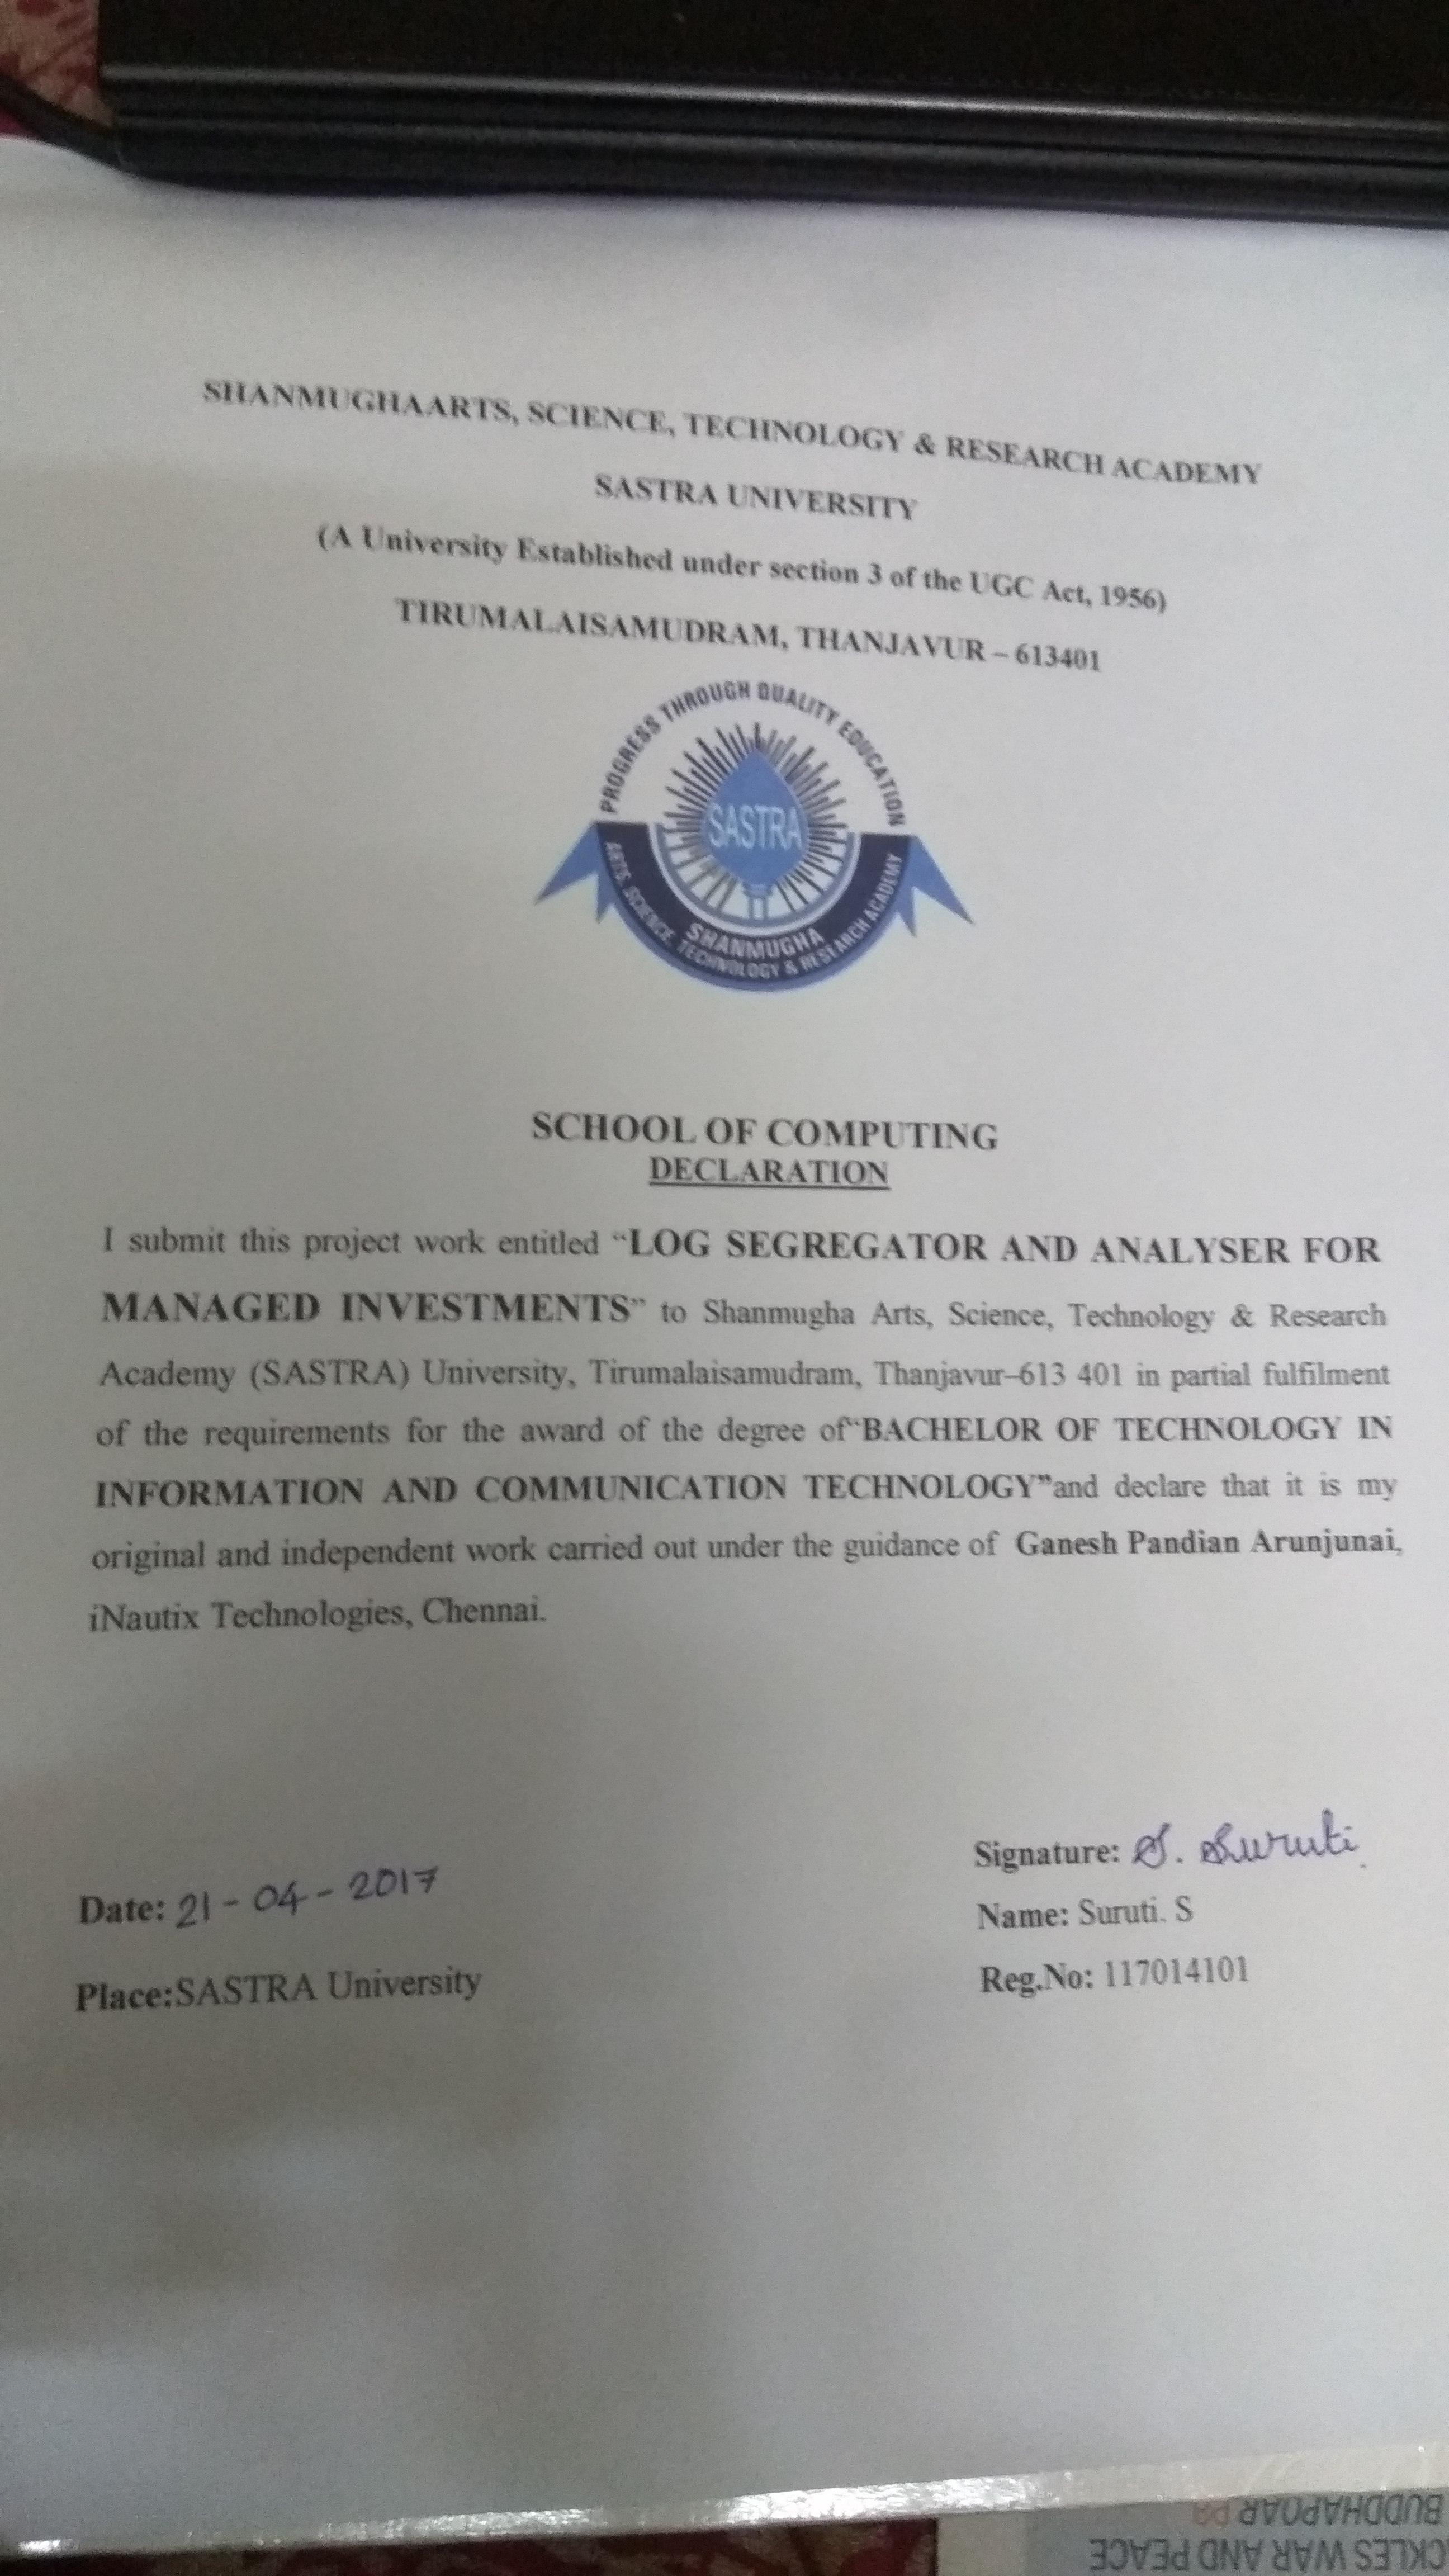 SHANMUGHAARTS, SCIENCE, TECHNOLOGY & RESEARCH ACADEMY
SASTRA UNIVERSITY
(A University Established under section 3 of the UGC Act, 1956)
TIRUMALAISAMUDRAM, THANJAVUR – 613401
PROGRESS THROUGH QUALITY EDUCATION
SASTRA
SHANMUGHA
ARTS, SCIENCE, TECHNOLOGY & RESEARCH ACADEMY
SCHOOL OF COMPUTING
DECLARATION
I submit this project work entitled “LOG SEGREGATOR AND ANALYSER FOR
MANAGED INVESTMENTS” to Shanmugha Arts, Science, Technology & Research
Academy (SASTRA) University, Tirumalaisamudram, Thanjavur–613 401 in partial fulfilment
of the requirements for the award of the degree of“BACHELOR OF TECHNOLOGY IN
INFORMATION AND COMMUNICATION TECHNOLOGY”and declare that it is my
original and independent work carried out under the guidance of Ganesh Pandian Arunjunai,
iNautix Technologies, Chennai.
Signature: S. Suruti
Date: 21-04-2017
Name: Suruti. S
Place:SASTRA University
Reg.No: 117014101
CKLES WAR AND PEACE
BUDDHAPOAR P8